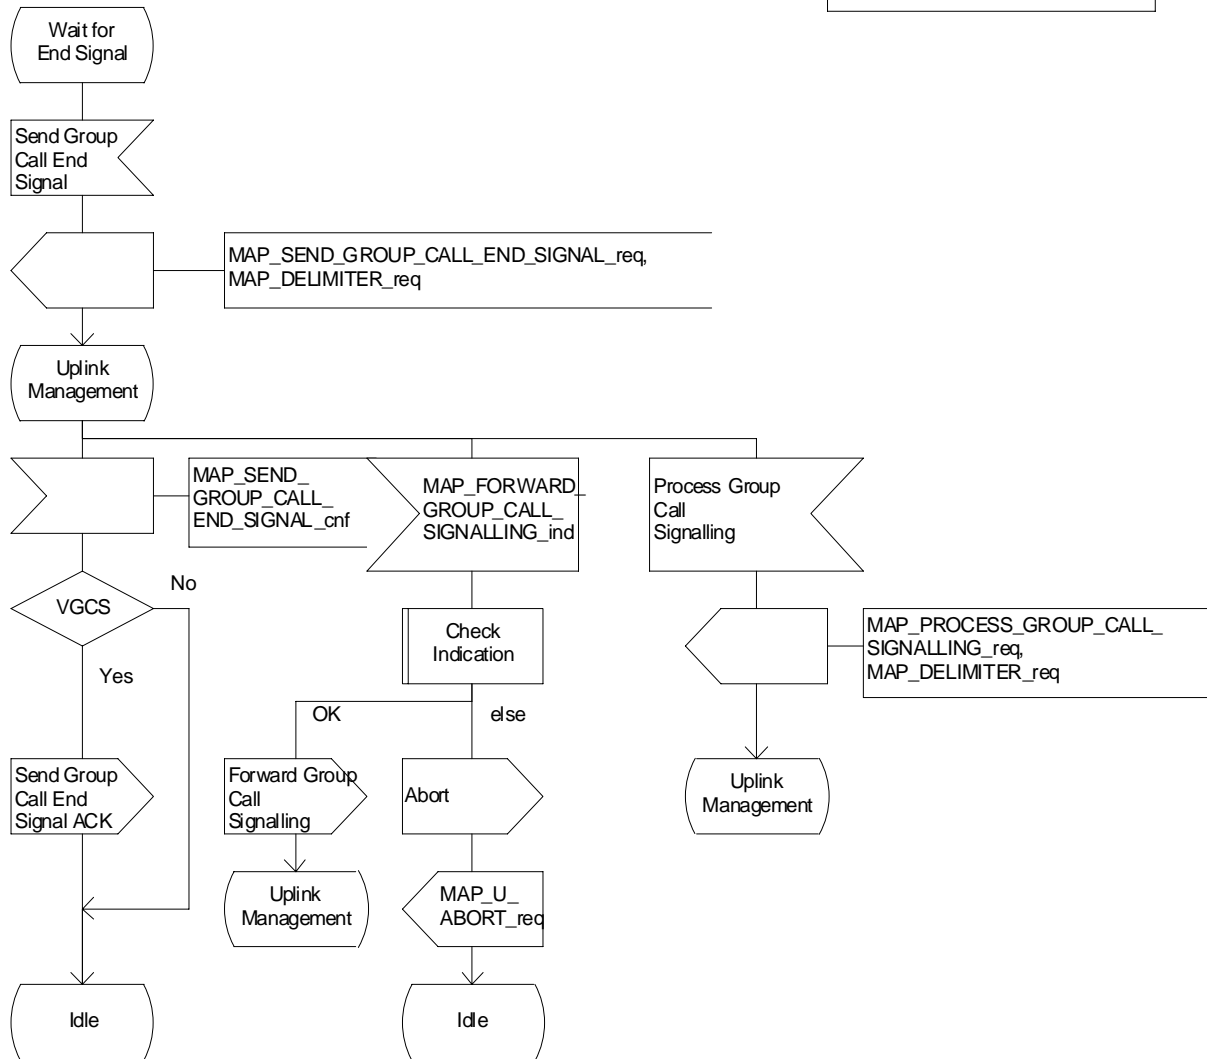 Wait for
End Signal
Send Group
Call End
Signal
MAP_SEND_GROUP_CALL_END_SIGNAL_req,
MAP_DELIMITER_req
Uplink
Management
MAP_SEND_
GROUP_CALL_
END_SIGNAL_cnf
MAP_FORWARD_
GROUP_CALL_
SIGNALLING_ind
Process Group
Call
Signalling
No
VGCS
Yes
Check
Indication
MAP_PROCESS_GROUP_CALL_
SIGNALLING_req,
MAP_DELIMITER_req
OK
else
Send Group
Call End
Signal ACK
Forward Group
Call
Signalling
Abort
Uplink
Management
Uplink
Management
MAP_U_
ABORT_req
Idle
Idle